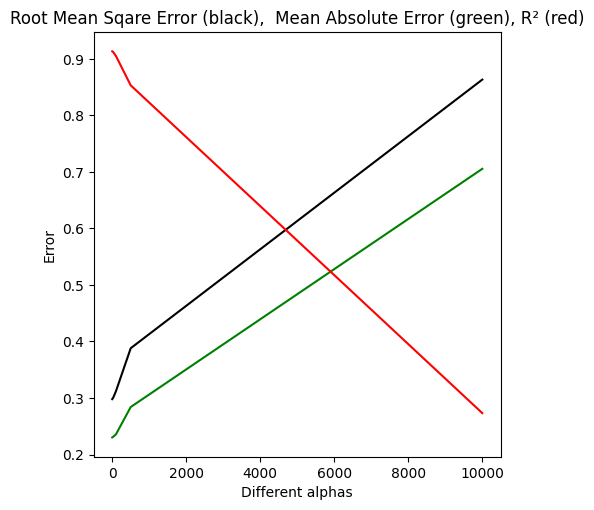 Root Mean Sqare Error (black),  Mean Absolute Error (green), R² (red)
0.9
0.8
0.7
0.6
0.5
0.4
0.3
0.2
Error
0 2000 4000 6000 8000 10000
Different alphas